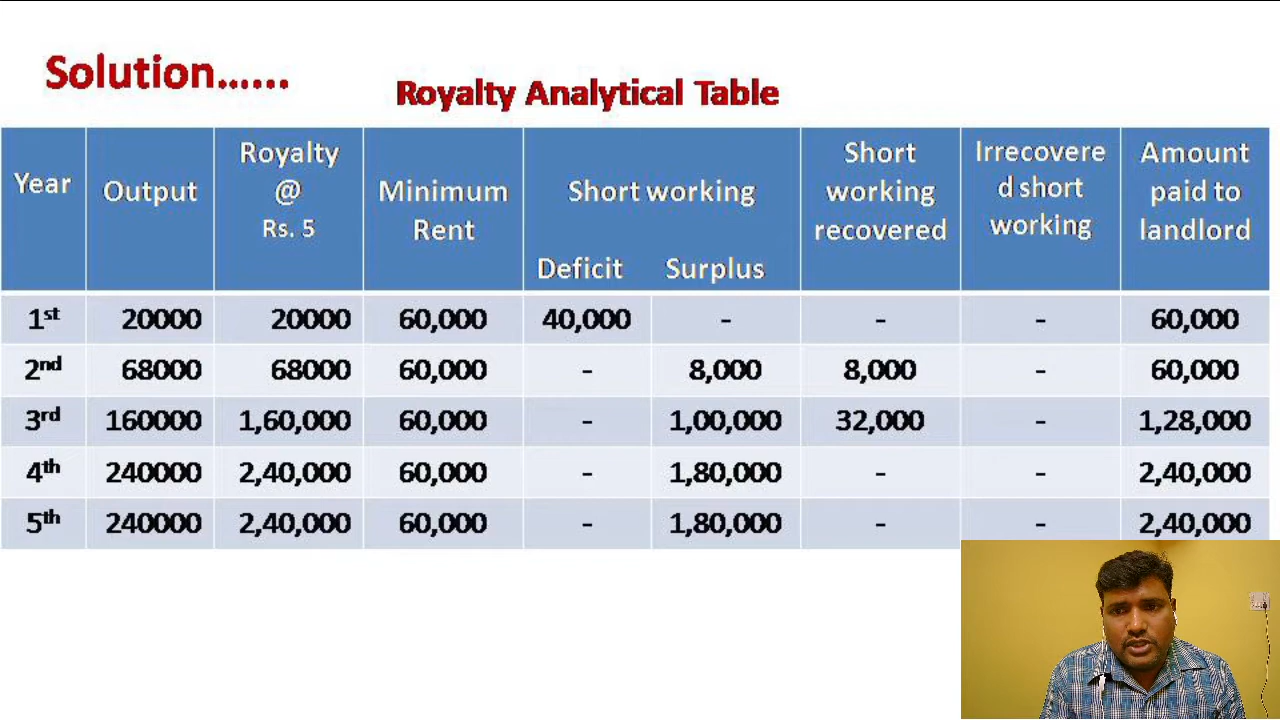 Solution......
Royalty Analytical Table
Year Output Royalty @ Rs. 5 Minimum Rent Short working Deficit Surplus Short working recovered Irrecovere d short working Amount paid to landlord
1st 20000 20000 60,000 40,000 - - - 60,000
2nd 68000 68000 60,000 - 8,000 8,000 - 60,000
3rd 160000 1,60,000 60,000 - 1,00,000 32,000 - 1,28,000
4th 240000 2,40,000 60,000 - 1,80,000 - - 2,40,000
5th 240000 2,40,000 60,000 - 1,80,000 - - 2,40,000